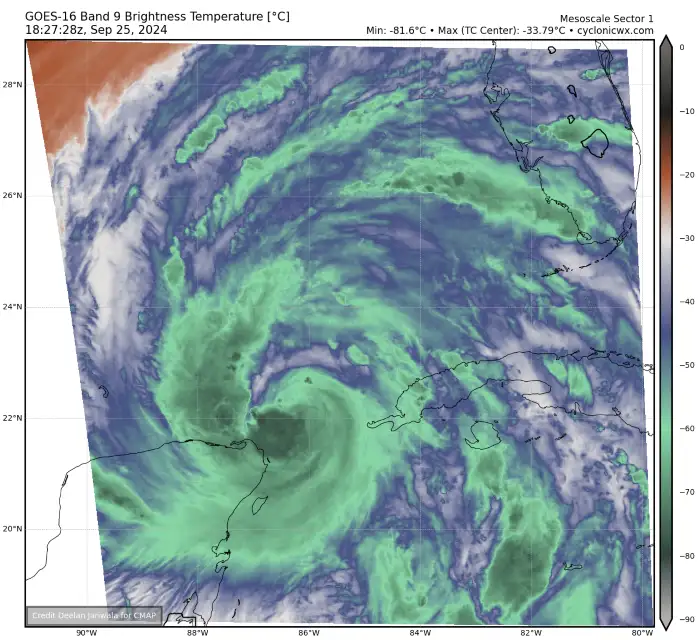 GOES-16 Band 9 Brightness Temperature [°C]
18:27:28z, Sep 25, 2024
Mesoscale Sector 1
Min: -81.6°C • Max (TC Center): -33.79°C • cyclonicwx.com
28°N
26°N
24°N
22°N
20°N
90°W
88°W
86°W
84°W
82°W
80°W
0
−10
−20
−30
−40
−50
−60
−70
−80
−90
Credit Deelan Jariwala for CMAP